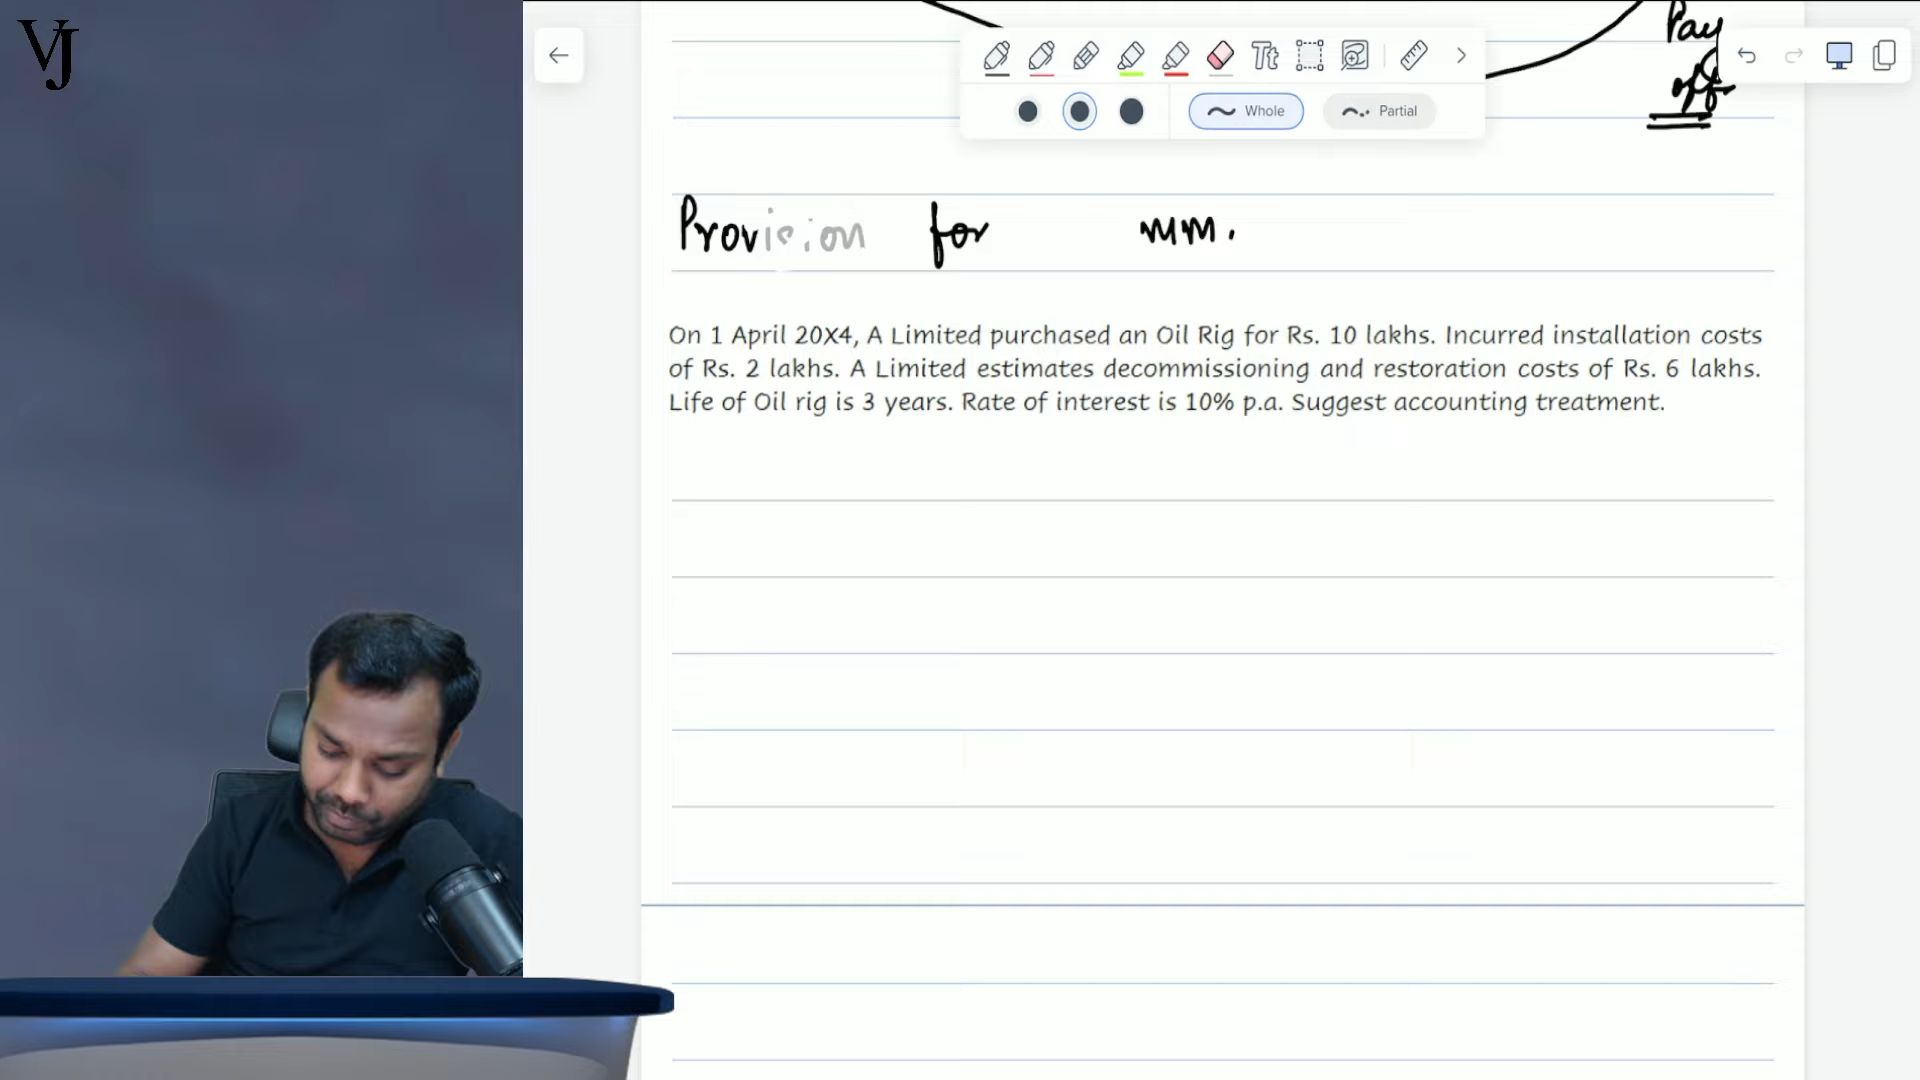 VJ
Pay
off
Whole
Partial
Provision for mm.
On 1 April 20X4, A Limited purchased an Oil Rig for Rs. 10 lakhs. Incurred installation costs
of Rs. 2 lakhs. A Limited estimates decommissioning and restoration costs of Rs. 6 lakhs.
Life of Oil rig is 3 years. Rate of interest is 10% p.a. Suggest accounting treatment.